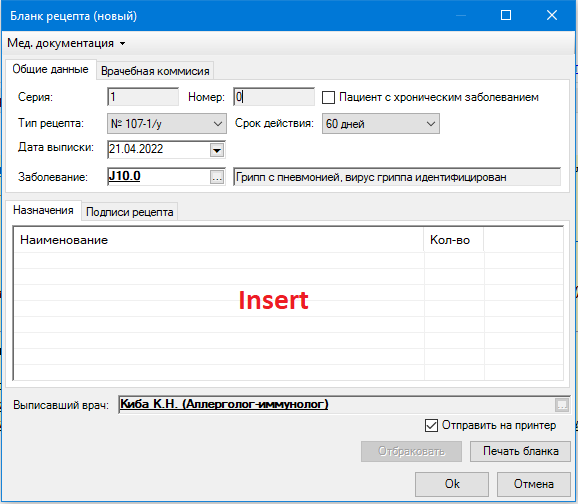 Бланк рецепта (новый)
Мед. документация
Общие данные Врачебная коммисия
Серия: 1 Номер: 0 Пациент с хроническим заболеванием
Тип рецепта: № 107-1/у Срок действия: 60 дней
Дата выписки: 21.04.2022
Заболевание: J10.0 ... Грипп с пневмонией, вирус гриппа идентифицирован
Назначения Подписи рецепта
Наименование Кол-во
Insert
Выписавший врач: Киба К.Н. (Аллерголог-иммунолог) ...
Отправить на принтер
Отбраковать Печать бланка
Ok Отмена